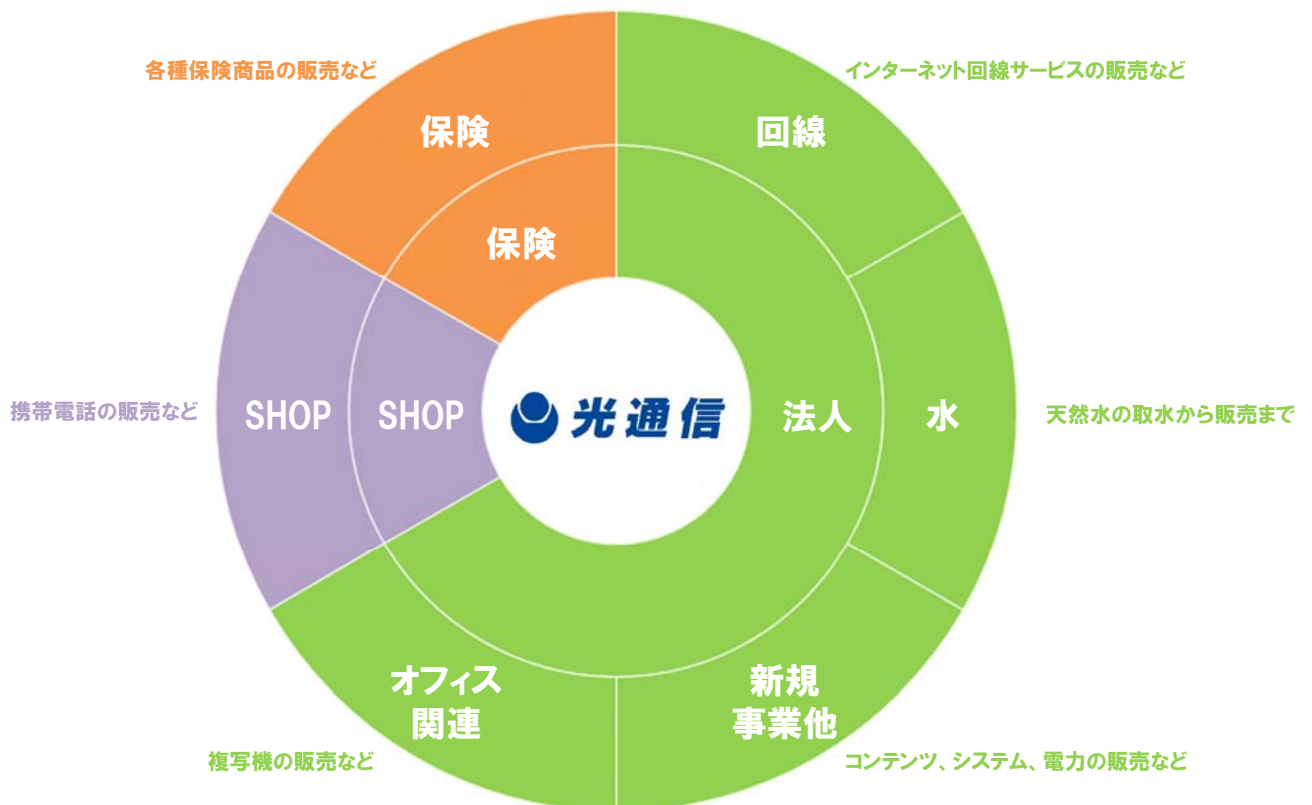 各種保険商品の販売など
インターネット回線サービスの販売など
保険
回線
保険
携帯電話の販売など
SHOP
SHOP
光通信
法人
水
天然水の取水から販売まで
オフィス
関連
新規
事業他
複写機の販売など
コンテンツ、システム、電力の販売など